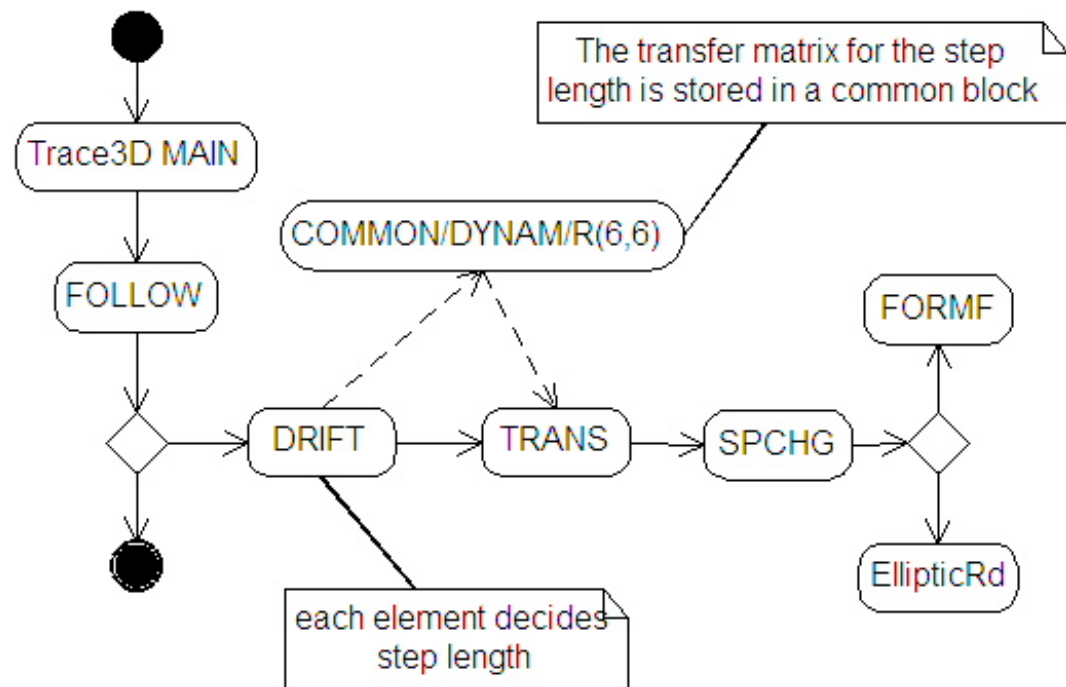 The transfer matrix for the step
length is stored in a common block
Trace3D MAIN
COMMON/DYNAM/R(6,6)
FOLLOW
FORMF
DRIFT
TRANS
SPCHG
EllipticRd
each element decides
step length